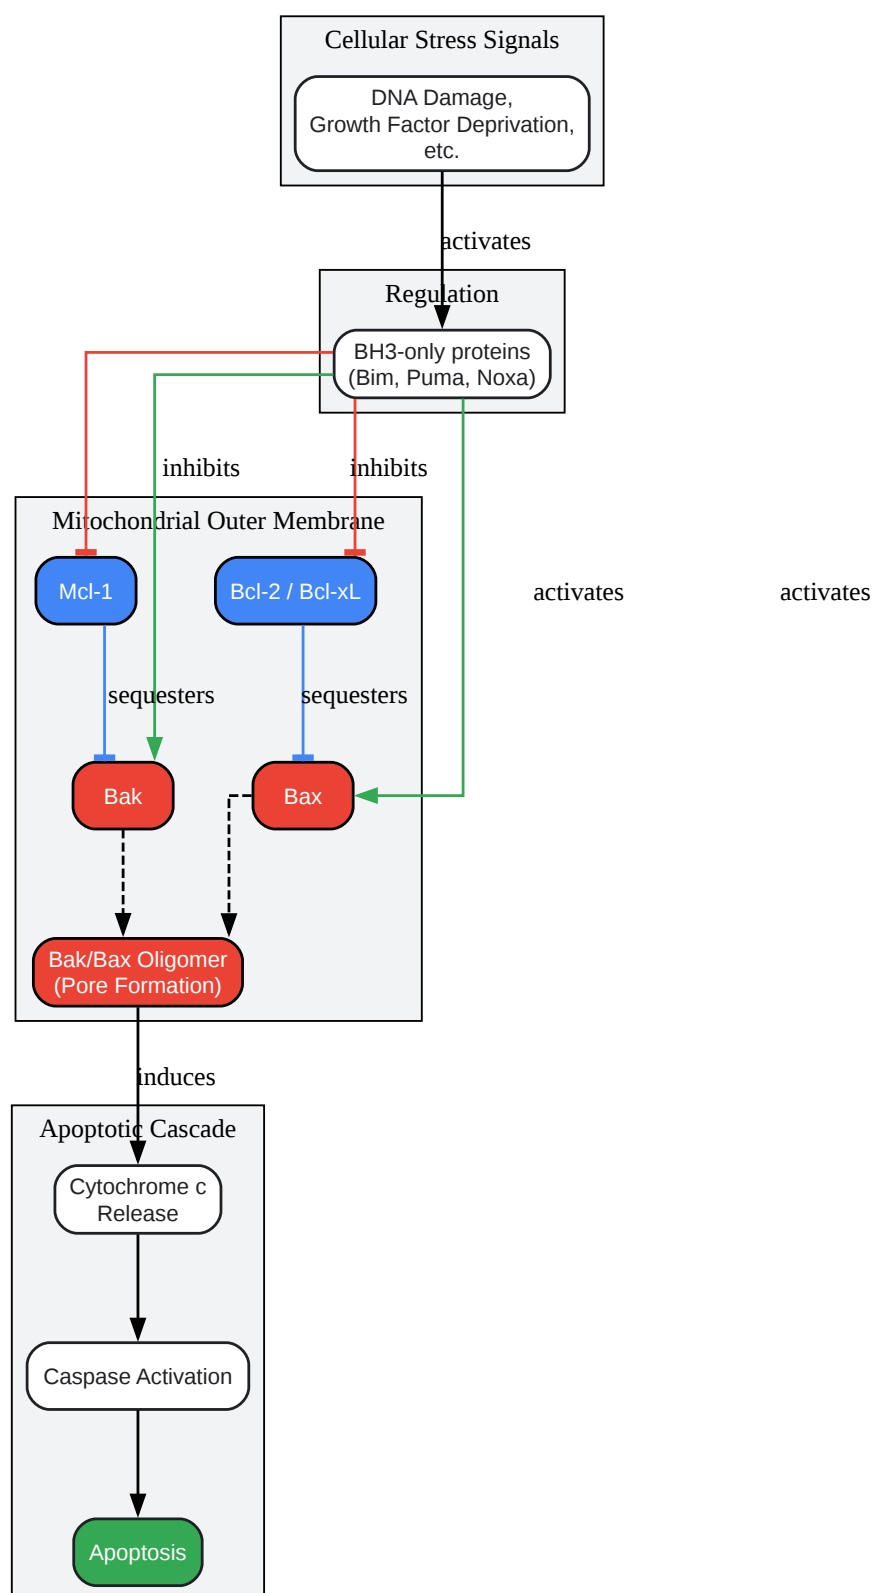 Cellular Stress Signals
DNA Damage,
Growth Factor Deprivation,
etc.
activates
Regulation
BH3-only proteins
(Bim, Puma, Noxa)
inhibits
inhibits
Mitochondrial Outer Membrane
Mcl-1
Bcl-2 / Bcl-xL
activates
activates
sequesters
sequesters
Bak
Bax
Bak/Bax Oligomer
(Pore Formation)
induces
Apoptotic Cascade
Cytochrome c
Release
Caspase Activation
Apoptosis